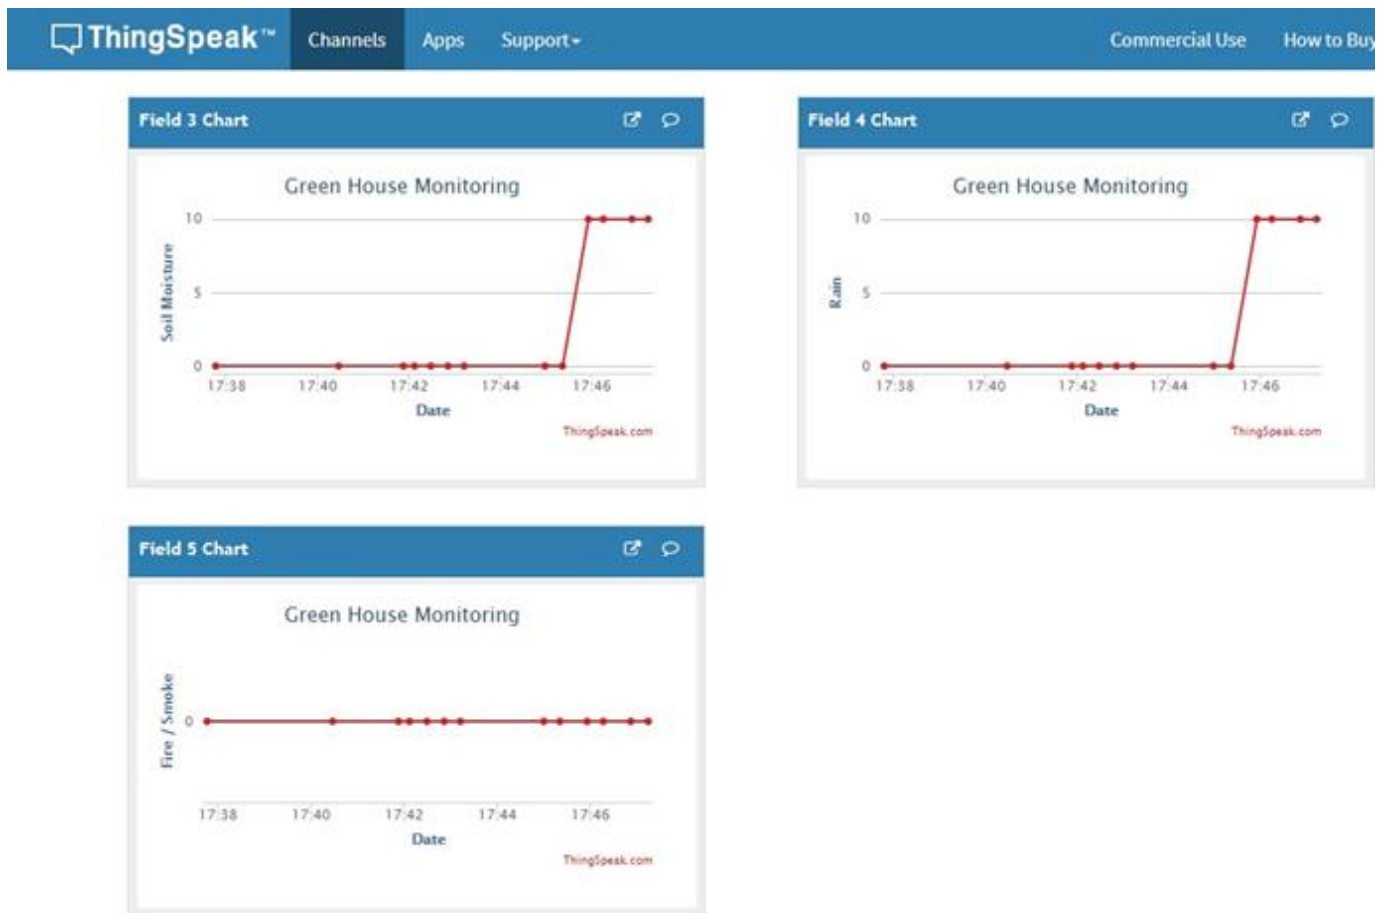 ThingSpeak™ Channels Apps Support Commercial Use How to Buy
Field 3 Chart
Green House Monitoring
10
5
0
Soil Moisture
17:38 17:40 17:42 17:44 17:46
Date
ThingSpeak.com
Field 4 Chart
Green House Monitoring
10
5
0
Rain
17:38 17:40 17:42 17:44 17:46
Date
ThingSpeak.com
Field 5 Chart
Green House Monitoring
0
Fire / Smoke
17:38 17:40 17:42 17:44 17:46
Date
ThingSpeak.com